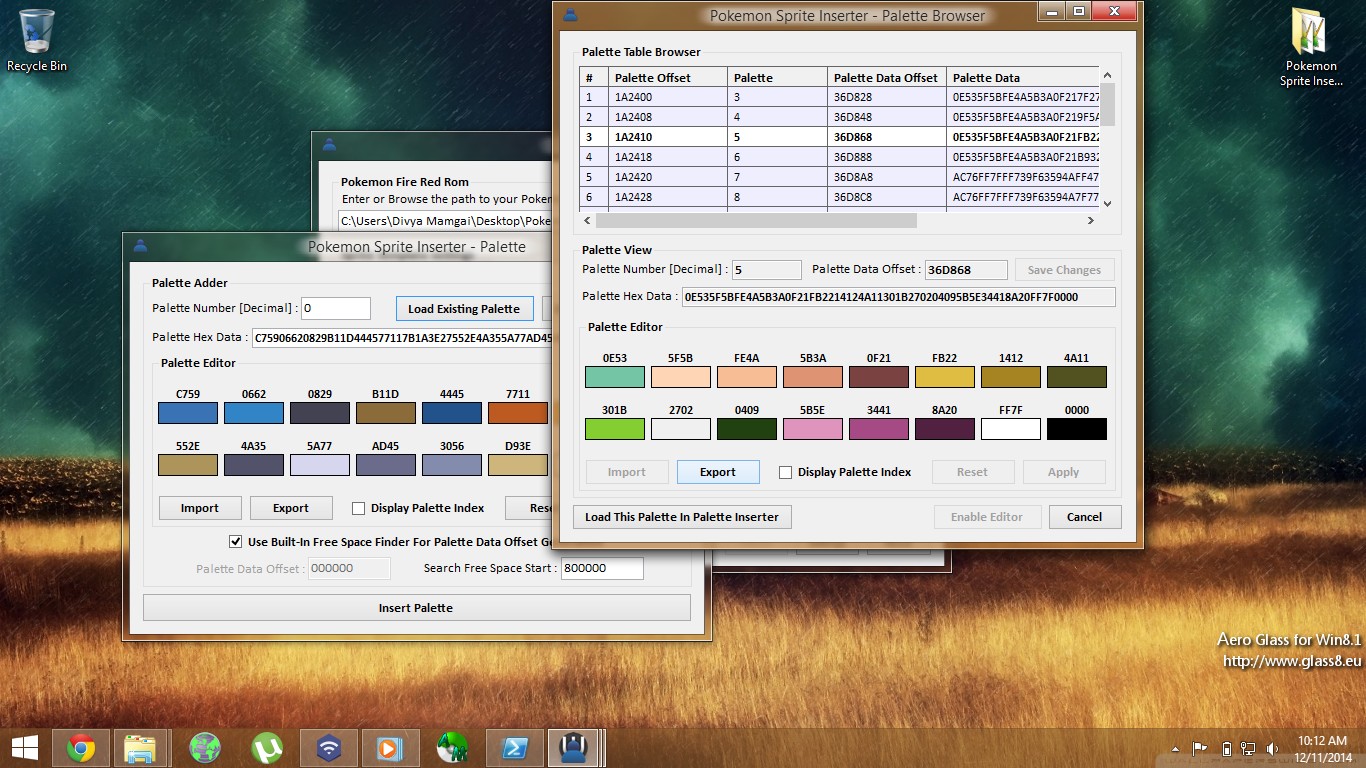 Recycle Bin
Pokemon Sprite Inse...
Pokemon Sprite Inserter - Palette Browser
Palette Table Browser
# Palette Offset Palette Palette Data Offset Palette Data
1 1A2400 3 36D828 0E535F5BFE4A5B3A0F217F27
2 1A2408 4 36D848 0E535F5BFE4A5B3A0F219F5A
3 1A2410 5 36D868 0E535F5BFE4A5B3A0F21FB22
4 1A2418 6 36D888 0E535F5BFE4A5B3A0F21B932
5 1A2420 7 36D8A8 AC76FF7FFF739F63594AFF47
6 1A2428 8 36D8C8 AC76FF7FFF739F63594A7F77
Palette View
Palette Number [Decimal] : 5 Palette Data Offset : 36D868 Save Changes
Palette Hex Data : 0E535F5BFE4A5B3A0F21FB2214124A11301B270204095B5E34418A20FF7F0000
Palette Editor
0E53 5F5B FE4A 5B3A 0F21 FB22 1412 4A11
301B 2702 0409 5B5E 3441 8A20 FF7F 0000
Import Export Display Palette Index Reset Apply
Load This Palette In Palette Inserter Enable Editor Cancel
Pokemon Fire Red Rom
Enter or Browse the path to your Pokem
C:\Users\Divya Mamgai\Desktop\Poke
Pokemon Sprite Inserter - Palette
Palette Adder
Palette Number [Decimal] : 0 Load Existing Palette
Palette Hex Data : C75906620829B11D444577117B1A3E27552E4A355A77AD45
Palette Editor
C759 0662 0829 B11D 4445 7711
552E 4A35 5A77 AD45 3056 D93E
Import Export Display Palette Index Rese
Use Built-In Free Space Finder For Palette Data Offset Ge
Palette Data Offset : 000000 Search Free Space Start : 800000
Insert Palette
Aero Glass for Win8.1
http://www.glass8.eu
10:12 AM
12/11/2014